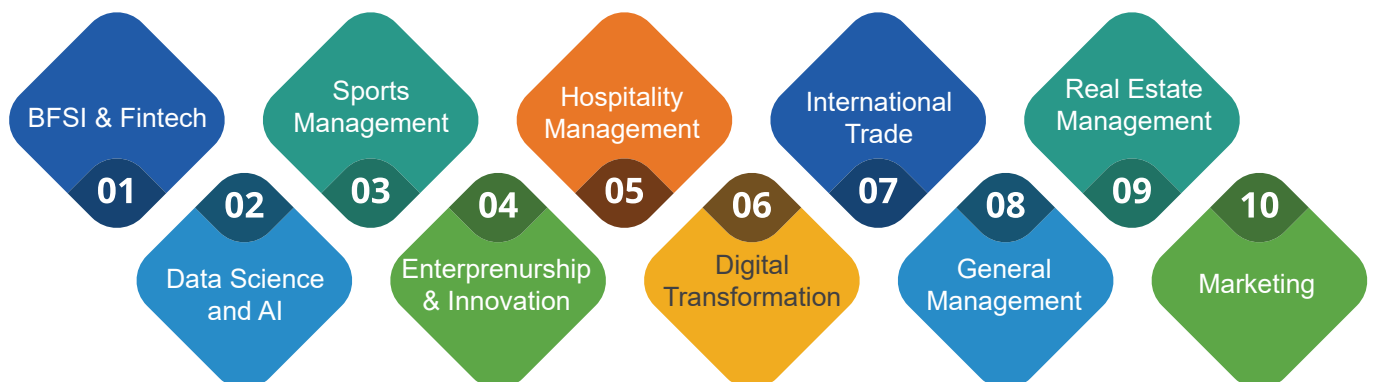 BFSI & Fintech
01
02
Data Science
and AI
Sports
Management
03
04
Enterprenurship
& Innovation
Hospitality
Management
05
06
Digital
Transformation
International
Trade
07
08
General
Management
Real Estate
Management
09
10
Marketing